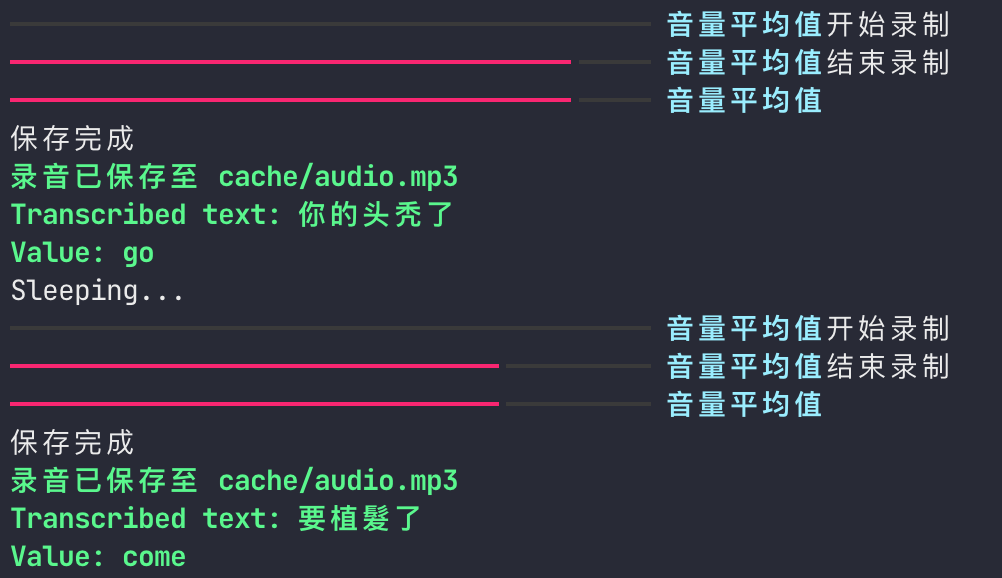 音量平均值开始录制
音量平均值结束录制
音量平均值
保存完成
录音已保存至 cache/audio.mp3
Transcribed text: 你的头秃了
Value: go
Sleeping...
音量平均值开始录制
音量平均值结束录制
音量平均值
保存完成
录音已保存至 cache/audio.mp3
Transcribed text: 要植髮了
Value: come